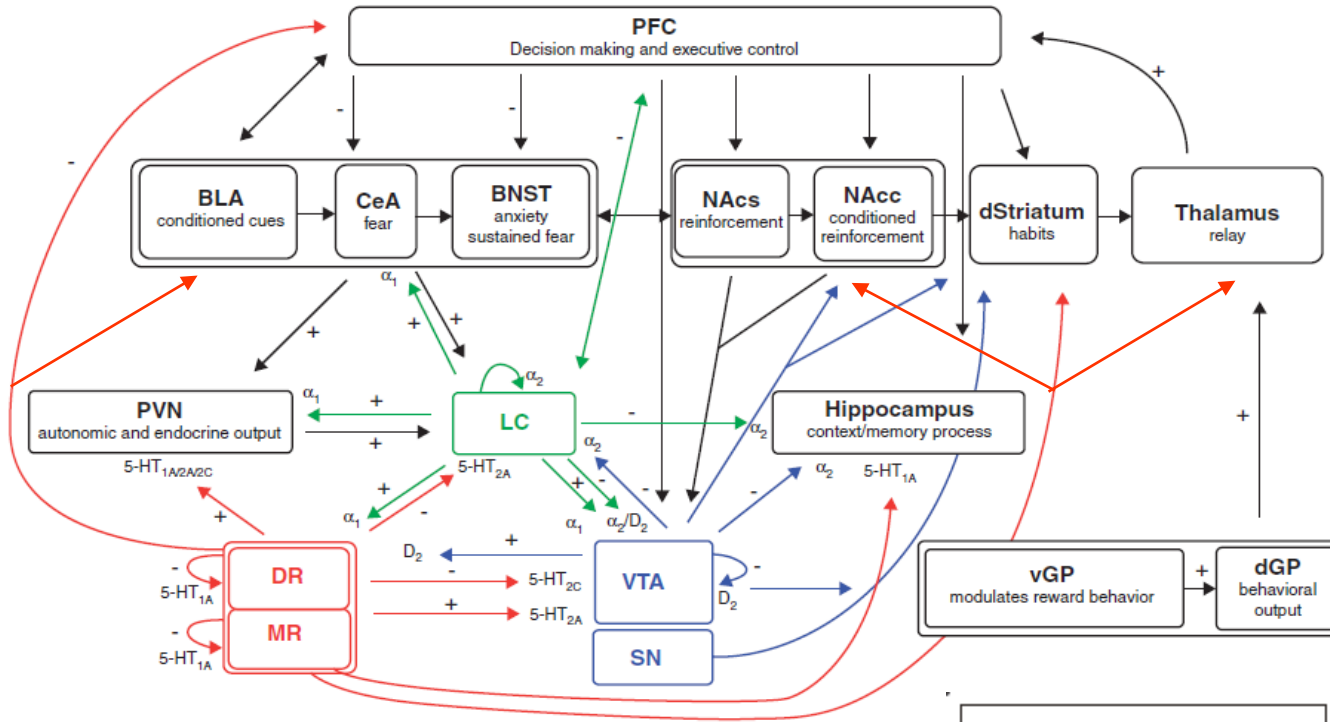 PFC
Decision making and executive control
-
-
-
-
+
BLA
conditioned cues
CeA
fear
BNST
anxiety
sustained fear
NAcs
reinforcement
NAcc
conditioned
reinforcement
dStriatum
habits
Thalamus
relay
α1
+
+
+
α2
PVN
autonomic and endocrine output
α1
+
+
LC
-
α2
α2
Hippocampus
context/memory process
+
5-HT1A/2A/2C
5-HT2A
α2
5-HT1A
+
-
+
-
-
-
+
α1
α1
α2/D2
DR
-
5-HT1A
MR
-
5-HT1A
D2
+
-
5-HT2C
+
5-HT2A
VTA
-
D2
SN
vGP
modulates reward behavior
+
dGP
behavioral
output